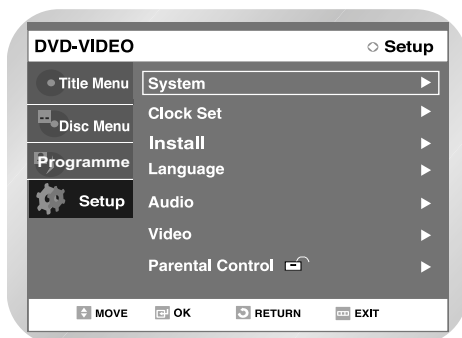 DVD-VIDEO Setup
Title Menu
Disc Menu
Programme
Setup
System
Clock Set
Install
Language
Audio
Video
Parental Control
MOVE OK RETURN EXIT